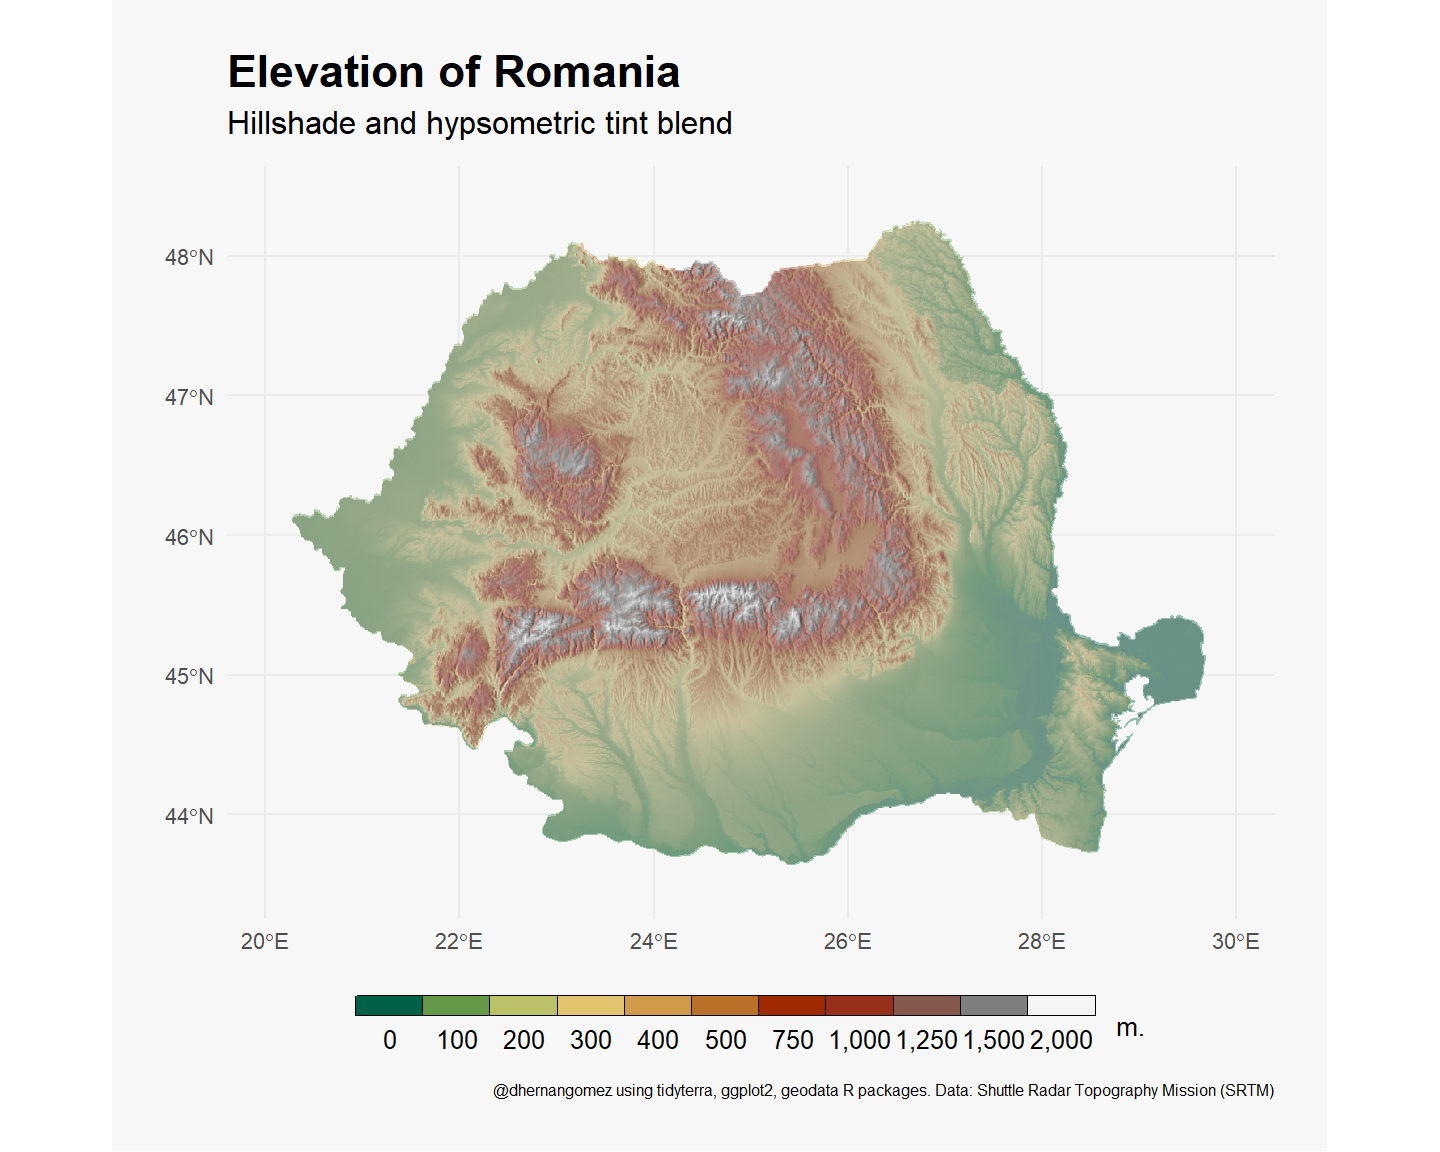 Elevation of Romania
Hillshade and hypsometric tint blend
48°N
47°N
46°N
45°N
44°N
20°E 22°E 24°E 26°E 28°E 30°E
0 100 200 300 400 500 750 1,000 1,250 1,500 2,000 m.
@dhernangomez using tidyterra, ggplot2, geodata R packages. Data: Shuttle Radar Topography Mission (SRTM)